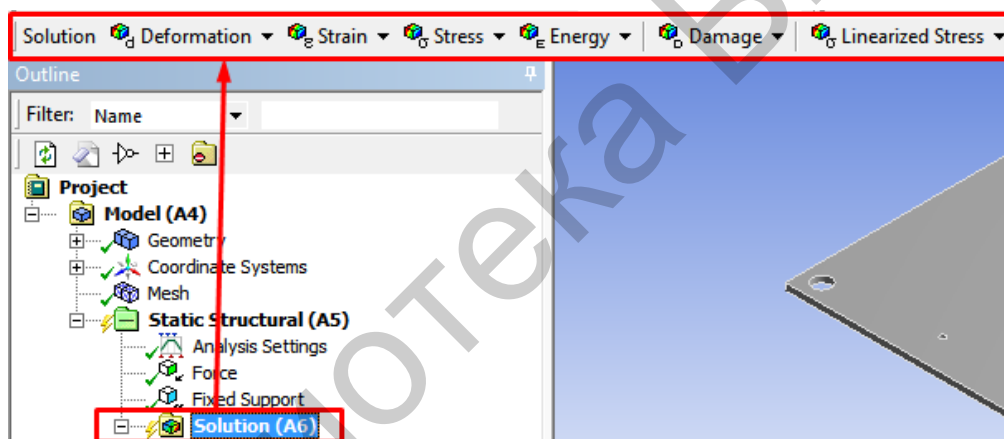 Solution Deformation Strain Stress Energy Damage Linearized Stress
Outline
Filter: Name
Project
Model (A4)
Geometry
Coordinate Systems
Mesh
Static Structural (A5)
Analysis Settings
Force
Fixed Support
Solution (A6)